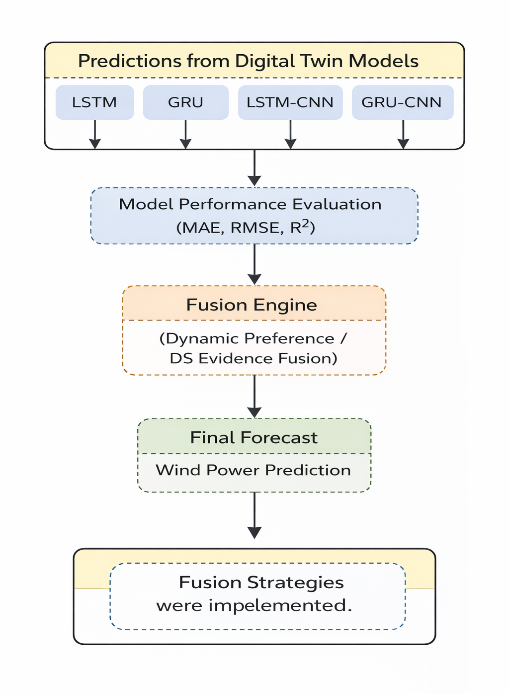 Predictions from Digital Twin Models
LSTM GRU LSTM-CNN GRU-CNN
Model Performance Evaluation
(MAE, RMSE, R²)
Fusion Engine
(Dynamic Preference /
DS Evidence Fusion)
Final Forecast
Wind Power Prediction
Fusion Strategies
were impelemented.